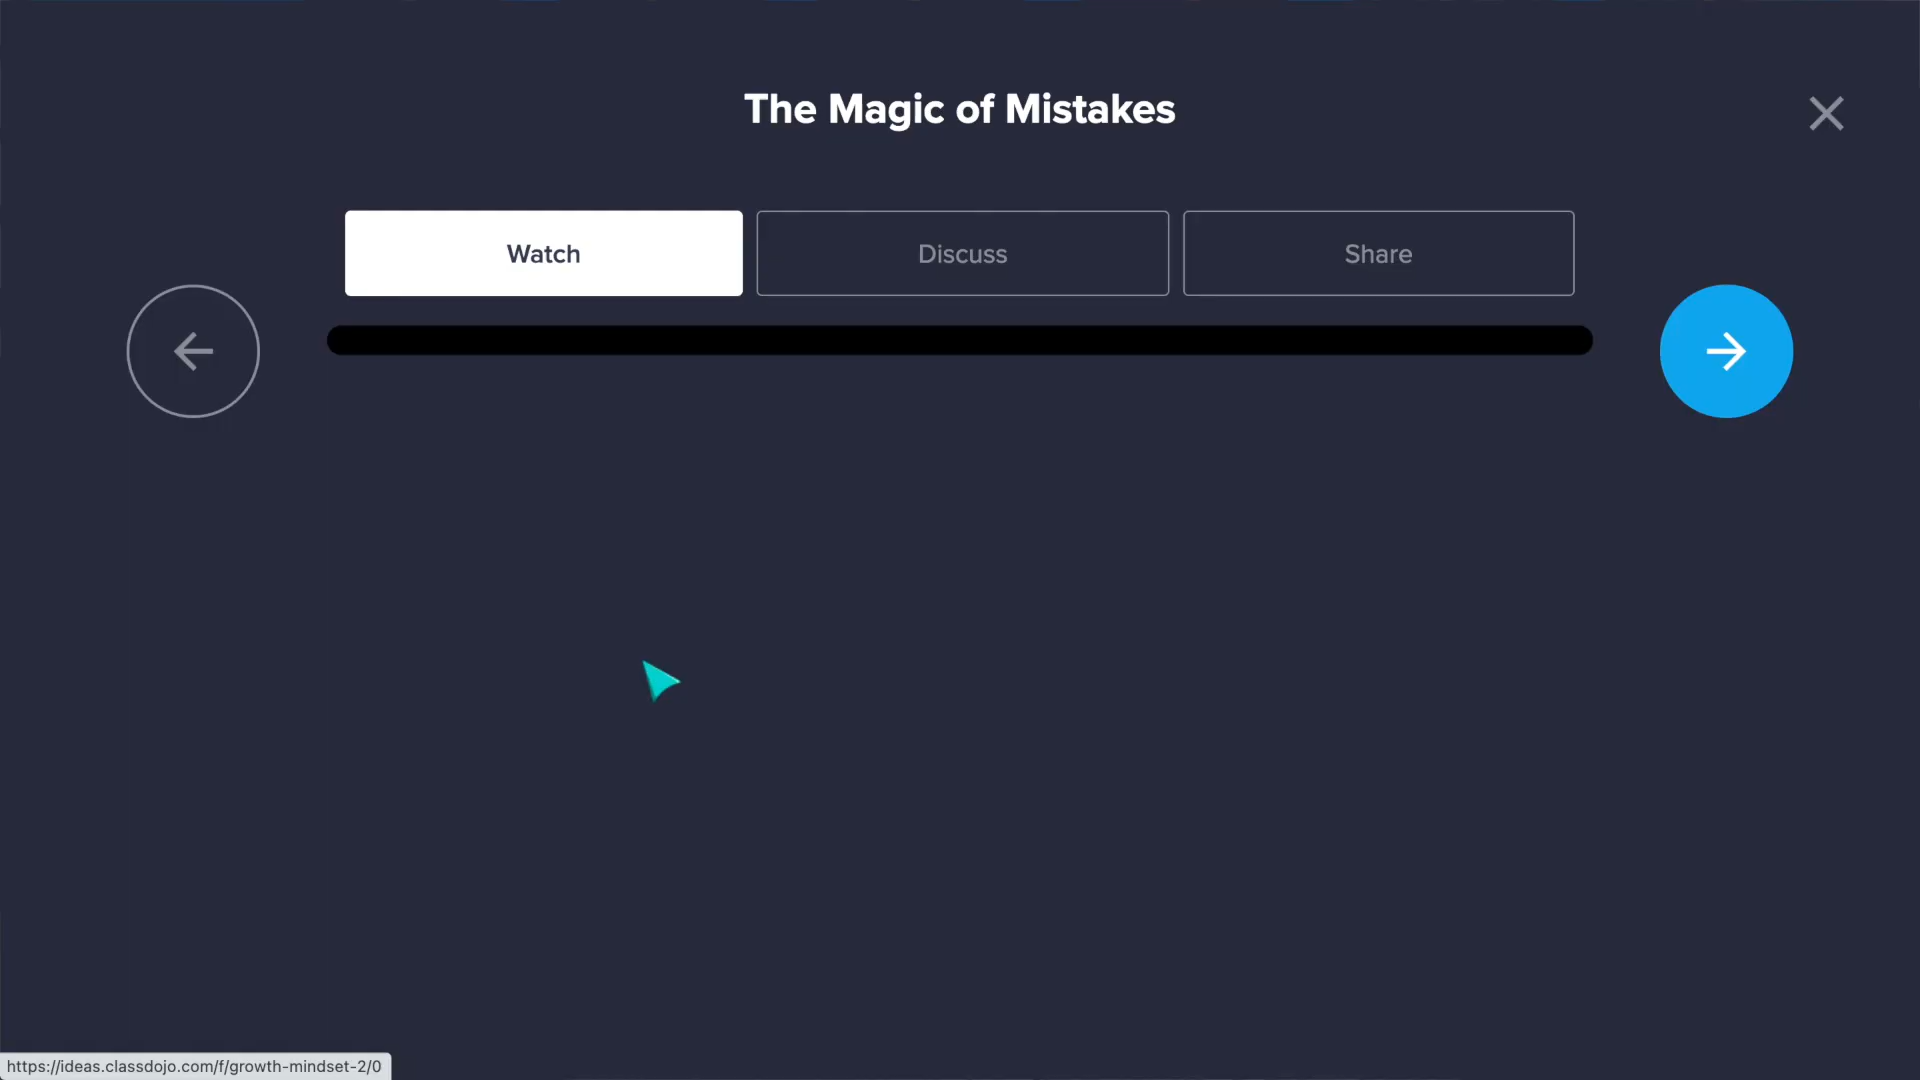 The Magic of Mistakes
Watch
Discuss
Share
https://ideas.classdojo.com/f/growth-mindset-2/0